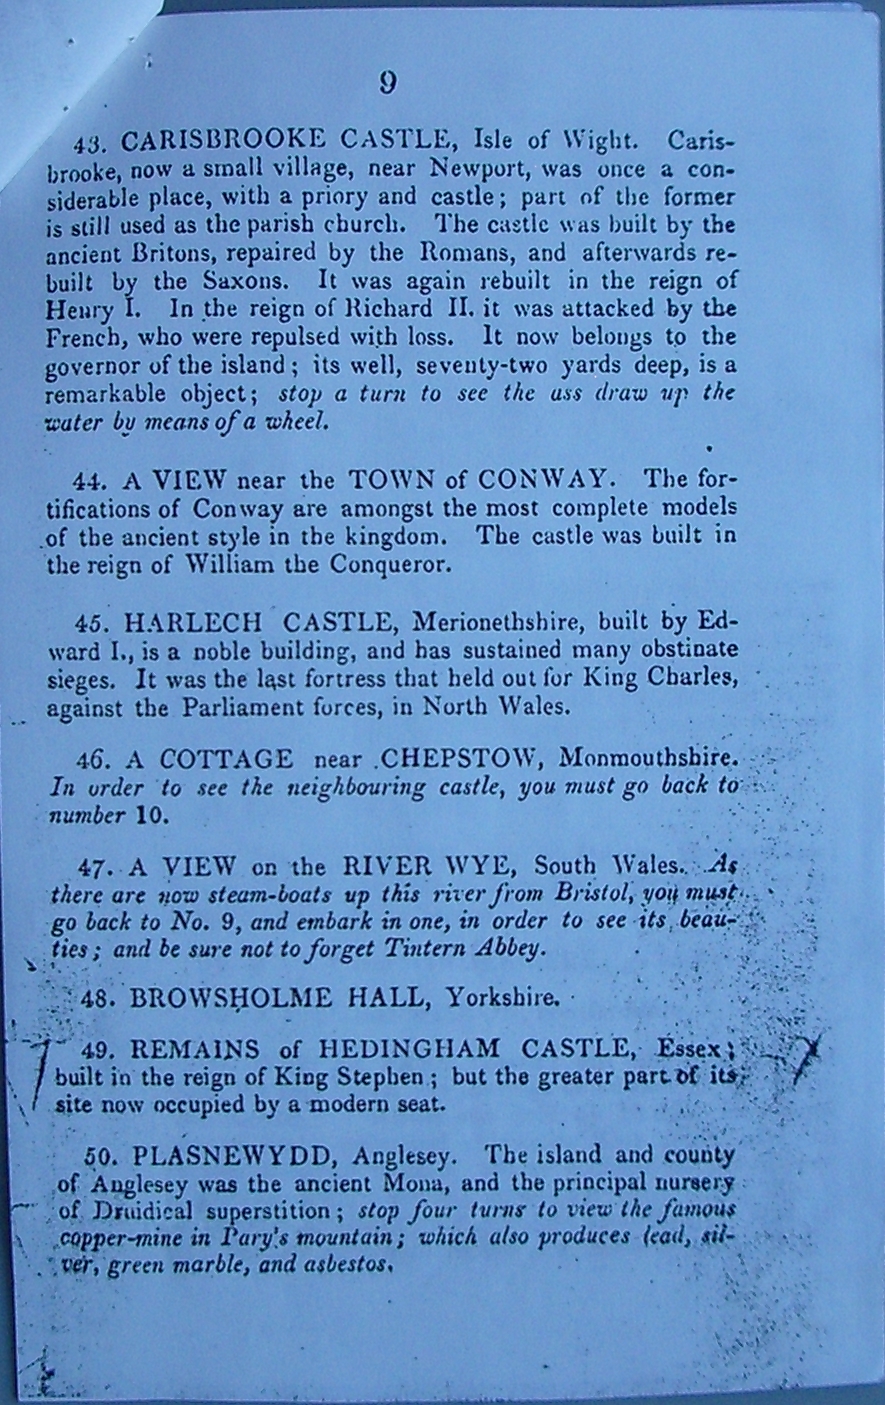 9
43. CARISBROOKE CASTLE, Isle of Wight. Caris-
brooke, now a small village, near Newport, was once a con-
siderable place, with a priory and castle; part of the former
is still used as the parish church. The castle was built by the
ancient Britons, repaired by the Romans, and afterwards re-
built by the Saxons. It was again rebuilt in the reign of
Henry I. In the reign of Richard II. it was attacked by the
French, who were repulsed with loss. It now belongs to the
governor of the island; its well, seventy-two yards deep, is a
remarkable object; stop a turn to see the ass draw up the
water by means of a wheel.
44. A VIEW near the TOWN of CONWAY. The for-
tifications of Conway are amongst the most complete models
of the ancient style in the kingdom. The castle was built in
the reign of William the Conqueror.
45. HARLECH CASTLE, Merionethshire, built by Ed-
ward I., is a noble building, and has sustained many obstinate
sieges. It was the last fortress that held out for King Charles,
against the Parliament forces, in North Wales.
46. A COTTAGE near CHEPSTOW, Monmouthshire.
In order to see the neighbouring castle, you must go back to
number 10.
47. A VIEW on the RIVER WYE, South Wales. As
there are now steam-boats up this river from Bristol, you must
go back to No. 9, and embark in one, in order to see its beau-
ties; and be sure not to forget Tintern Abbey.
48. BROWSHOLME HALL, Yorkshire.
49. REMAINS of HEDINGHAM CASTLE, Essex;
built in the reign of King Stephen; but the greater part of its
site now occupied by a modern seat.
50. PLASNEWYDD, Anglesey. The island and county
of Anglesey was the ancient Mona, and the principal nursery
of Druidical superstition; stop four turns to view the famous
copper-mine in Pary's mountain; which also produces lead, sil-
ver, green marble, and asbestos.